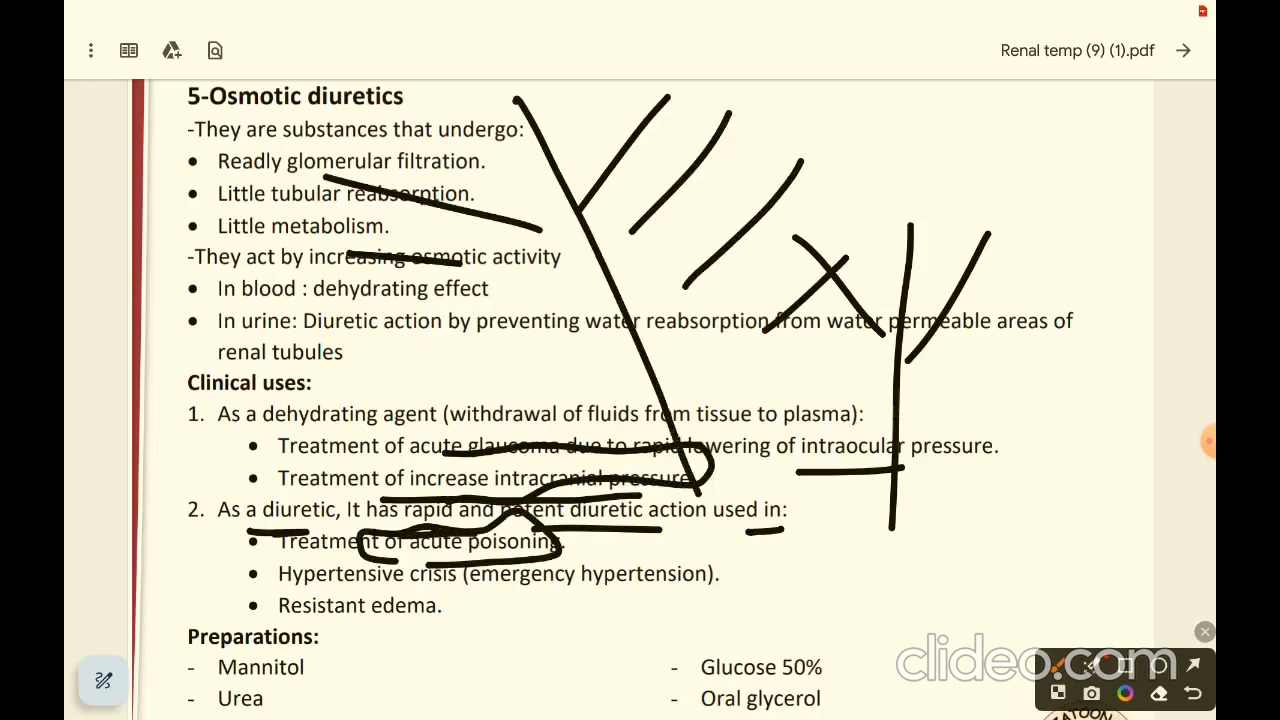 Renal temp (9) (1).pdf
5-Osmotic diuretics
-They are substances that undergo:
• Readly glomerular filtration.
• Little tubular reabsorption.
• Little metabolism.
-They act by increasing osmotic activity
• In blood : dehydrating effect
• In urine: Diuretic action by preventing water reabsorption from water permeable areas of
renal tubules
Clinical uses:
1. As a dehydrating agent (withdrawal of fluids from tissue to plasma):
• Treatment of acute glaucoma due to rapid lowering of intraocular pressure.
• Treatment of increase intracranial pressure
2. As a diuretic, It has rapid and potent diuretic action used in:
• Treatment of acute poisoning.
• Hypertensive crisis (emergency hypertension).
• Resistant edema.
Preparations:
- Mannitol - Glucose 50%
- Urea - Oral glycerol
clideo.com